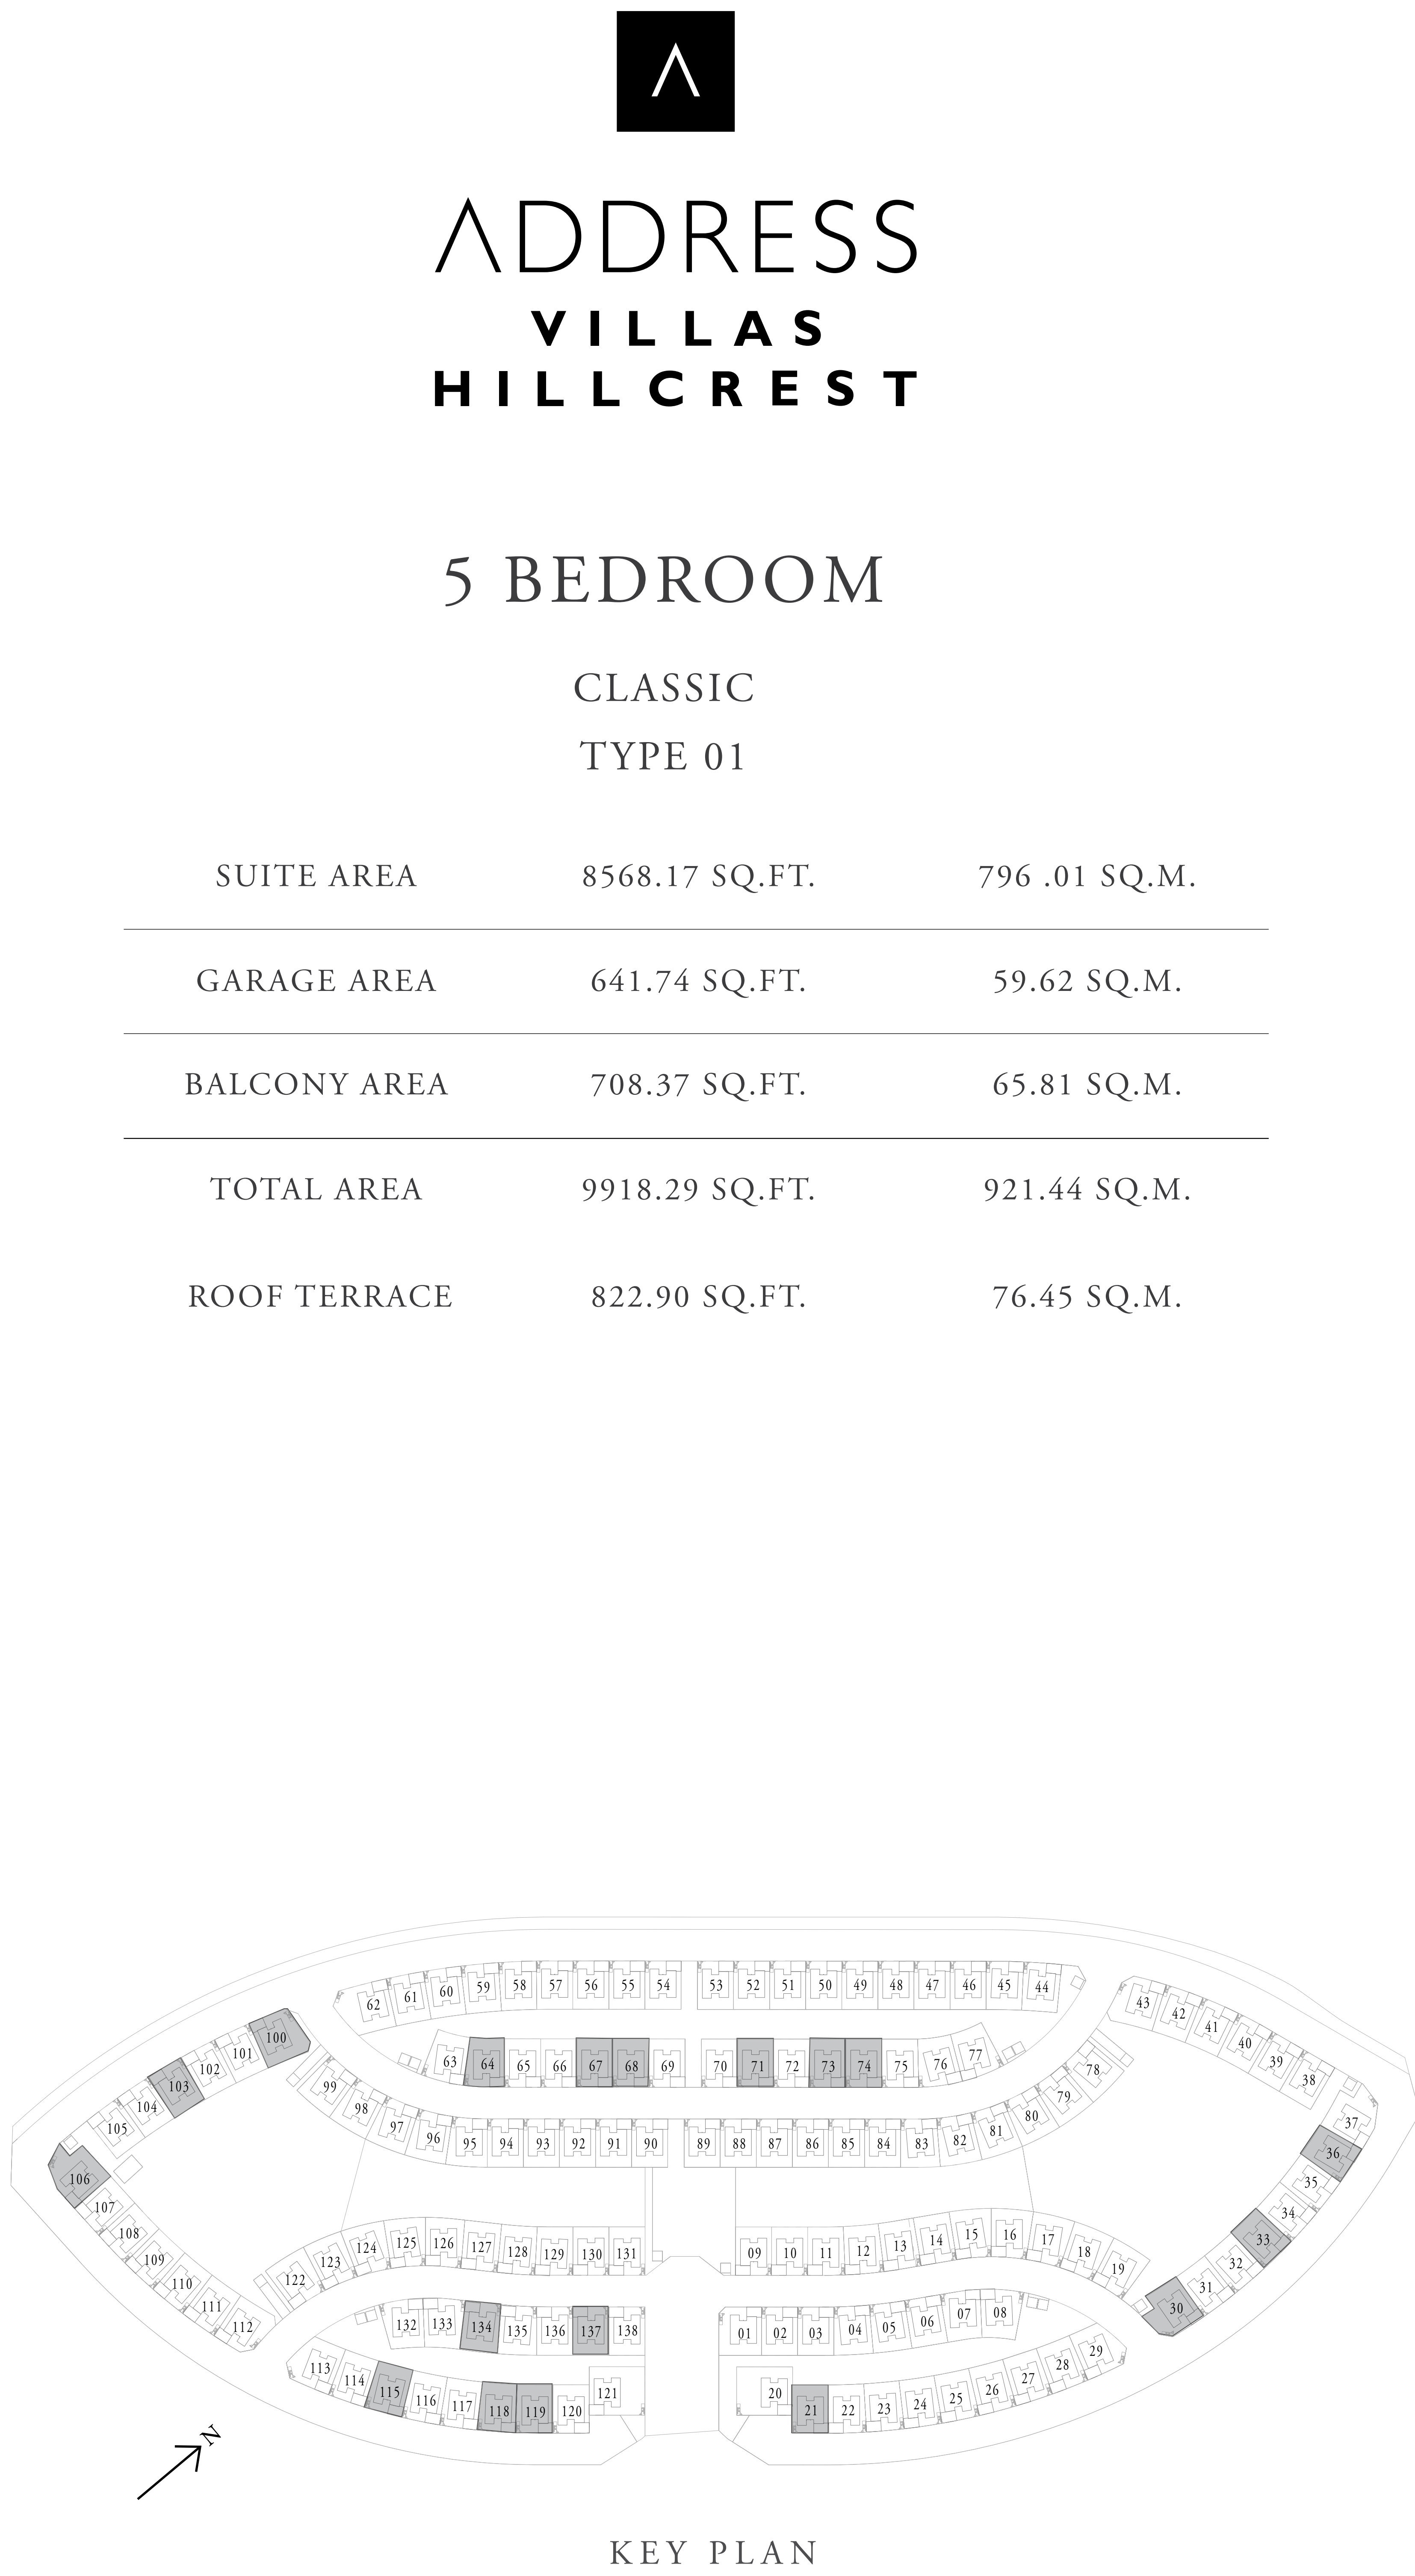 ADDRESS
VILLAS
HILLCREST
5 BEDROOM
CLASSIC
TYPE 01
SUITE AREA 8568.17 SQ.FT. 796 .01 SQ.M.
GARAGE AREA 641.74 SQ.FT. 59.62 SQ.M.
BALCONY AREA 708.37 SQ.FT. 65.81 SQ.M.
TOTAL AREA 9918.29 SQ.FT. 921.44 SQ.M.
ROOF TERRACE 822.90 SQ.FT. 76.45 SQ.M.
62 61 60 59 58 57 56 55 54 53 52 51 50 49 48 47 46 45 44
43 42 41 40 39 38
106 105 104 103 102 101 100
63 64 65 66 67 68 69 70 71 72 73 74 75 76 77
99 98 97 96 95 94 93 92 91 90 89 88 87 86 85 84 83 82 81 80 79 78
37 36 35 34 33 32 31 30
107 108 109 110 111 112
122 123 124 125 126 127 128 129 130 131 09 10 11 12 13 14 15 16 17 18 19
132 133 134 135 136 137 138 01 02 03 04 05 06 07 08
113 114 115 116 117 118 119 120 121 20 21 22 23 24 25 26 27 28 29
N
KEY PLAN